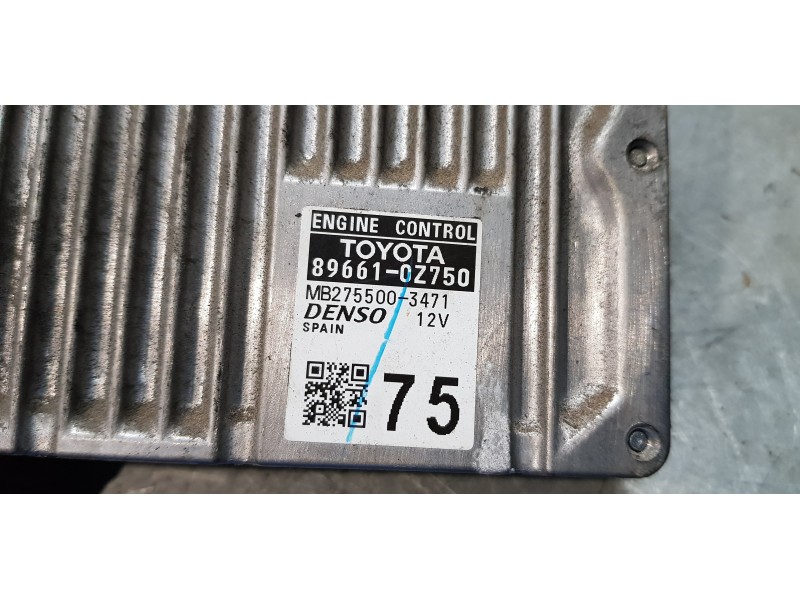 ENGINE CONTROL
TOYOTA
89661-0Z750
MB275500-3471
DENSO 12V
SPAIN
75